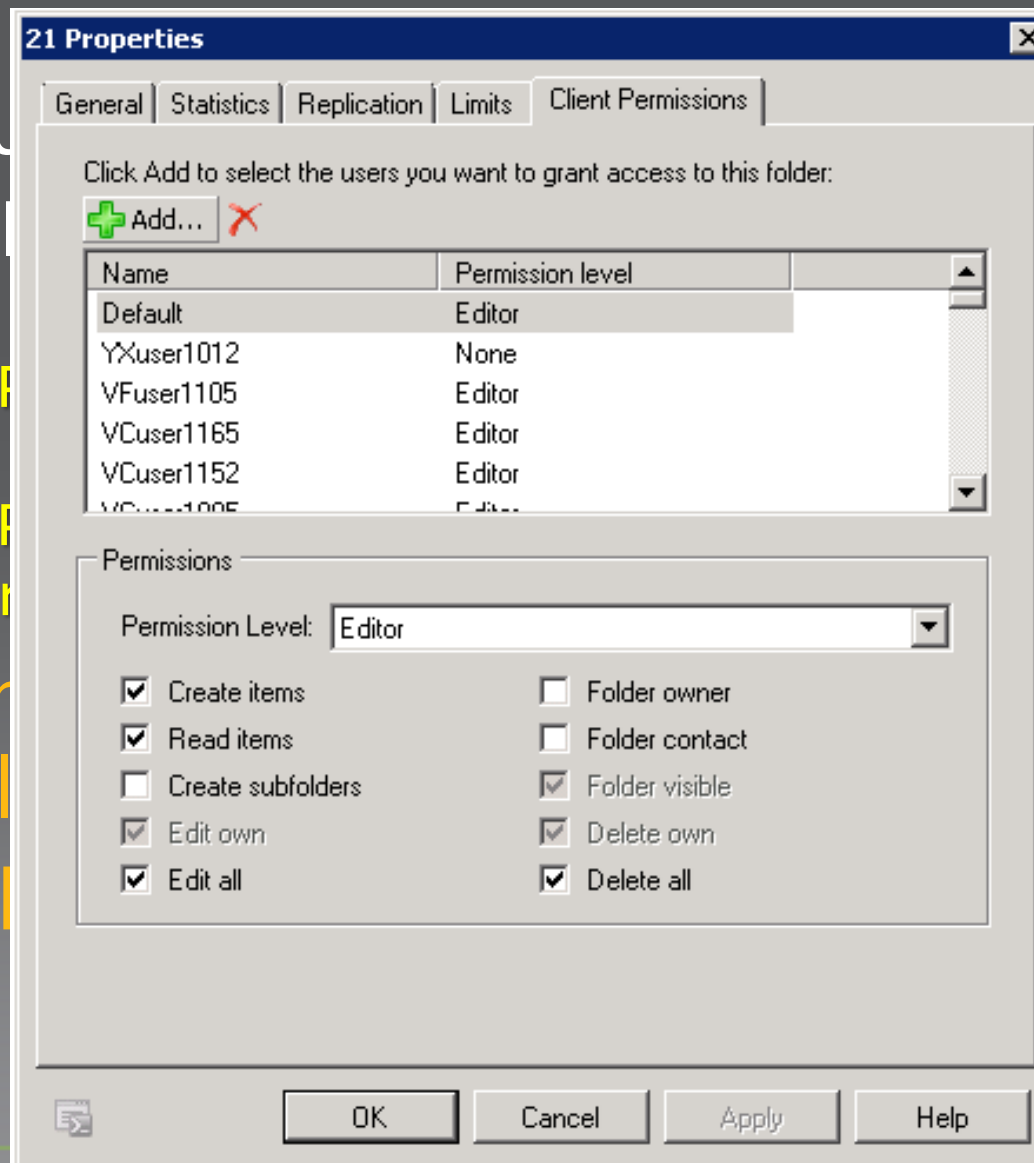 21 Properties
General Statistics Replication Limits Client Permissions
Click Add to select the users you want to grant access to this folder:
Add...
Name Permission level
Default Editor
YXuser1012 None
VFuser1105 Editor
VCuser1165 Editor
VCuser1152 Editor
Permissions
Permission Level: Editor
Create items Folder owner
Read items Folder contact
Create subfolders Folder visible
Edit own Delete own
Edit all Delete all
OK Cancel Apply Help